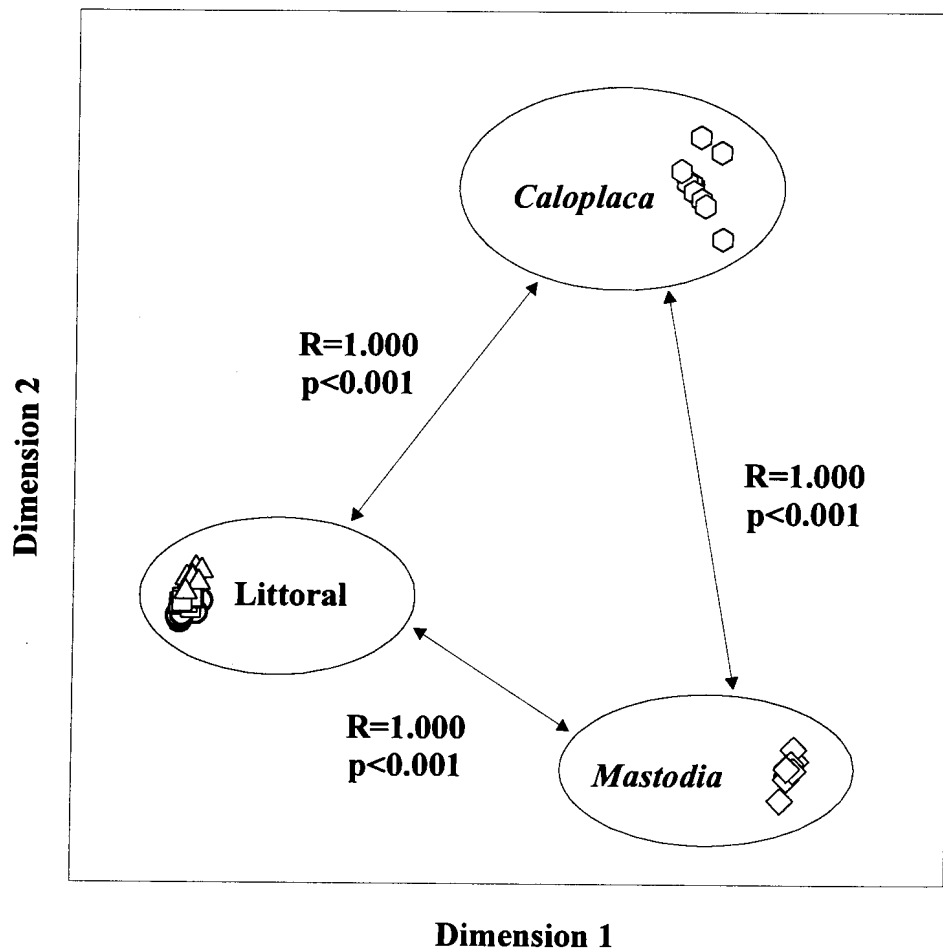 Caloplaca
R=1.000
p<0.001
R=1.000
p<0.001
Littoral
R=1.000
p<0.001
Mastodia
Dimension 2
Dimension 1